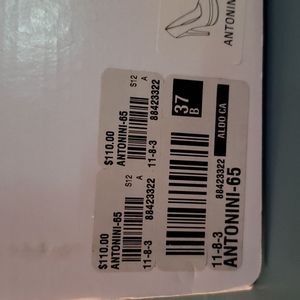 ANTONINI
S12 A
$110.00
ANTONINI-65
11-8-3
88423322
S12 A
$110.00
ANTONINI-65
11-8-3
88423322
37
B
ALDO CA
88423322
11-8-3
ANTONINI-65